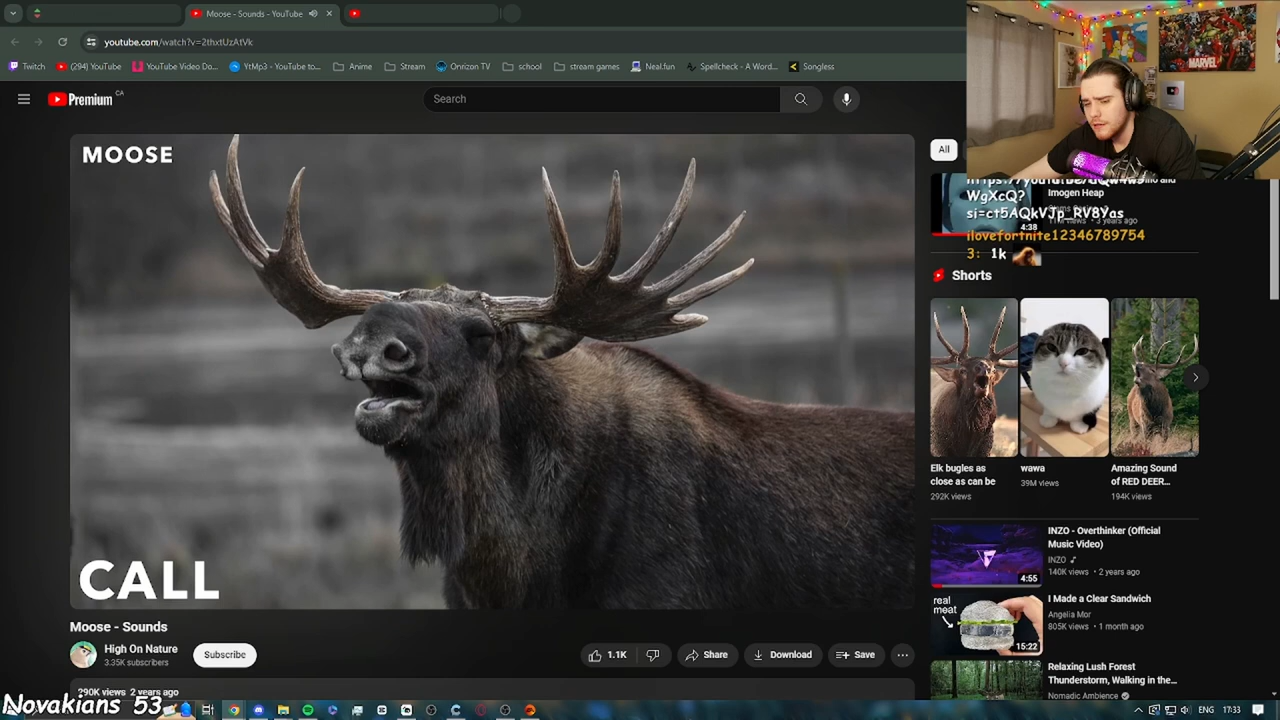 Moose - Sounds - YouTube
youtube.com/watch?v=2thxtUzAtVk
Twitch
(294) YouTube
YouTube Video Do...
YtMp3 - YouTube to...
Anime
Stream
Onrizon TV
school
stream games
Neal.fun
Spellcheck - A Word...
Songless
Premium CA
Search
MARVEL
MOOSE
CALL
All
WgXcQ?
si=ct5AQkVJp_RV8Yas
ilovefortnite12346789754
3: 1k
Imogen Heap
4:38
Shorts
Elk bugles as
close as can be
292K views
wawa
39M views
Amazing Sound
of RED DEER...
194K views
INZO - Overthinker (Official
Music Video)
INZO
140K views • 2 years ago
4:55
real
meat
I Made a Clear Sandwich
Angelia Mor
805K views • 1 month ago
15:22
Relaxing Lush Forest
Thunderstorm, Walking in the...
Nomadic Ambience
Moose - Sounds
High On Nature
3.35K subscribers
Subscribe
1.1K
Share
Download
Save
290K views 2 years ago
Novakians 53
ENG
17:33